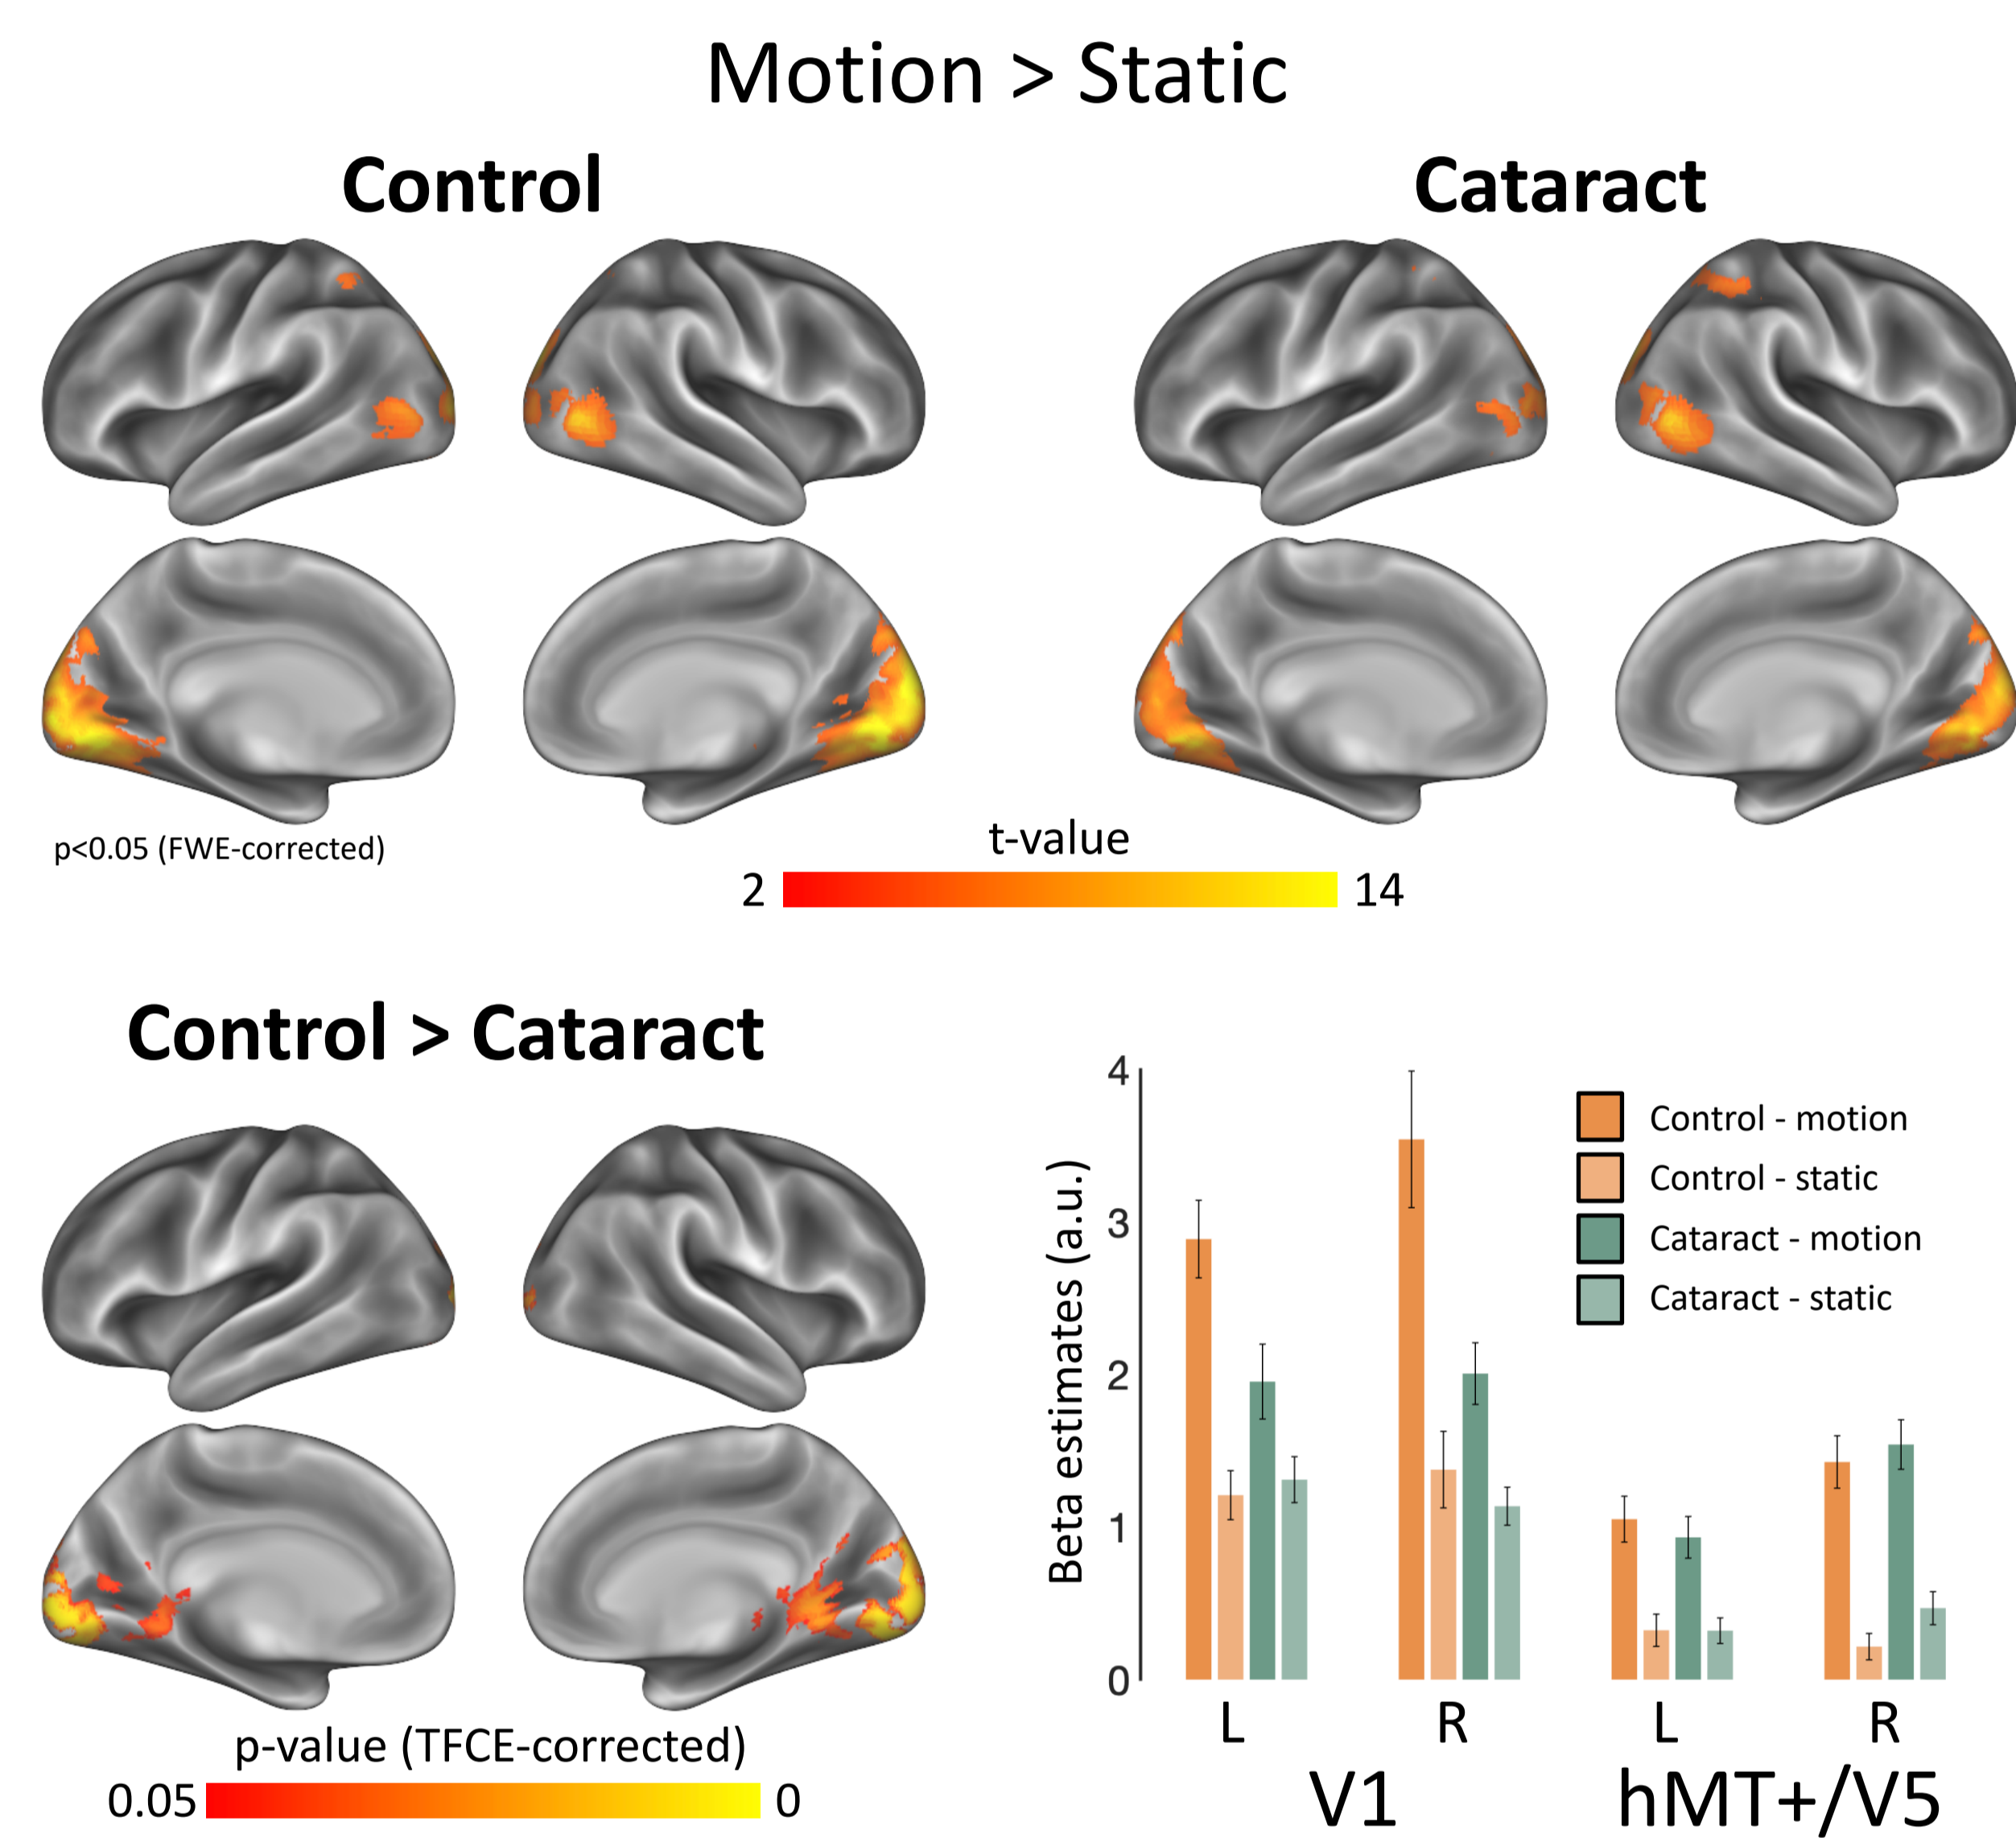 Motion > Static
Control
Cataract
p<0.05 (FWE-corrected)
t-value
2
14
Control > Cataract
p-value (TFCE-corrected)
0.05
0
Beta estimates (a.u.)
4
3
2
1
0
Control - motion
Control - static
Cataract - motion
Cataract - static
L
R
L
R
V1
hMT+/V5